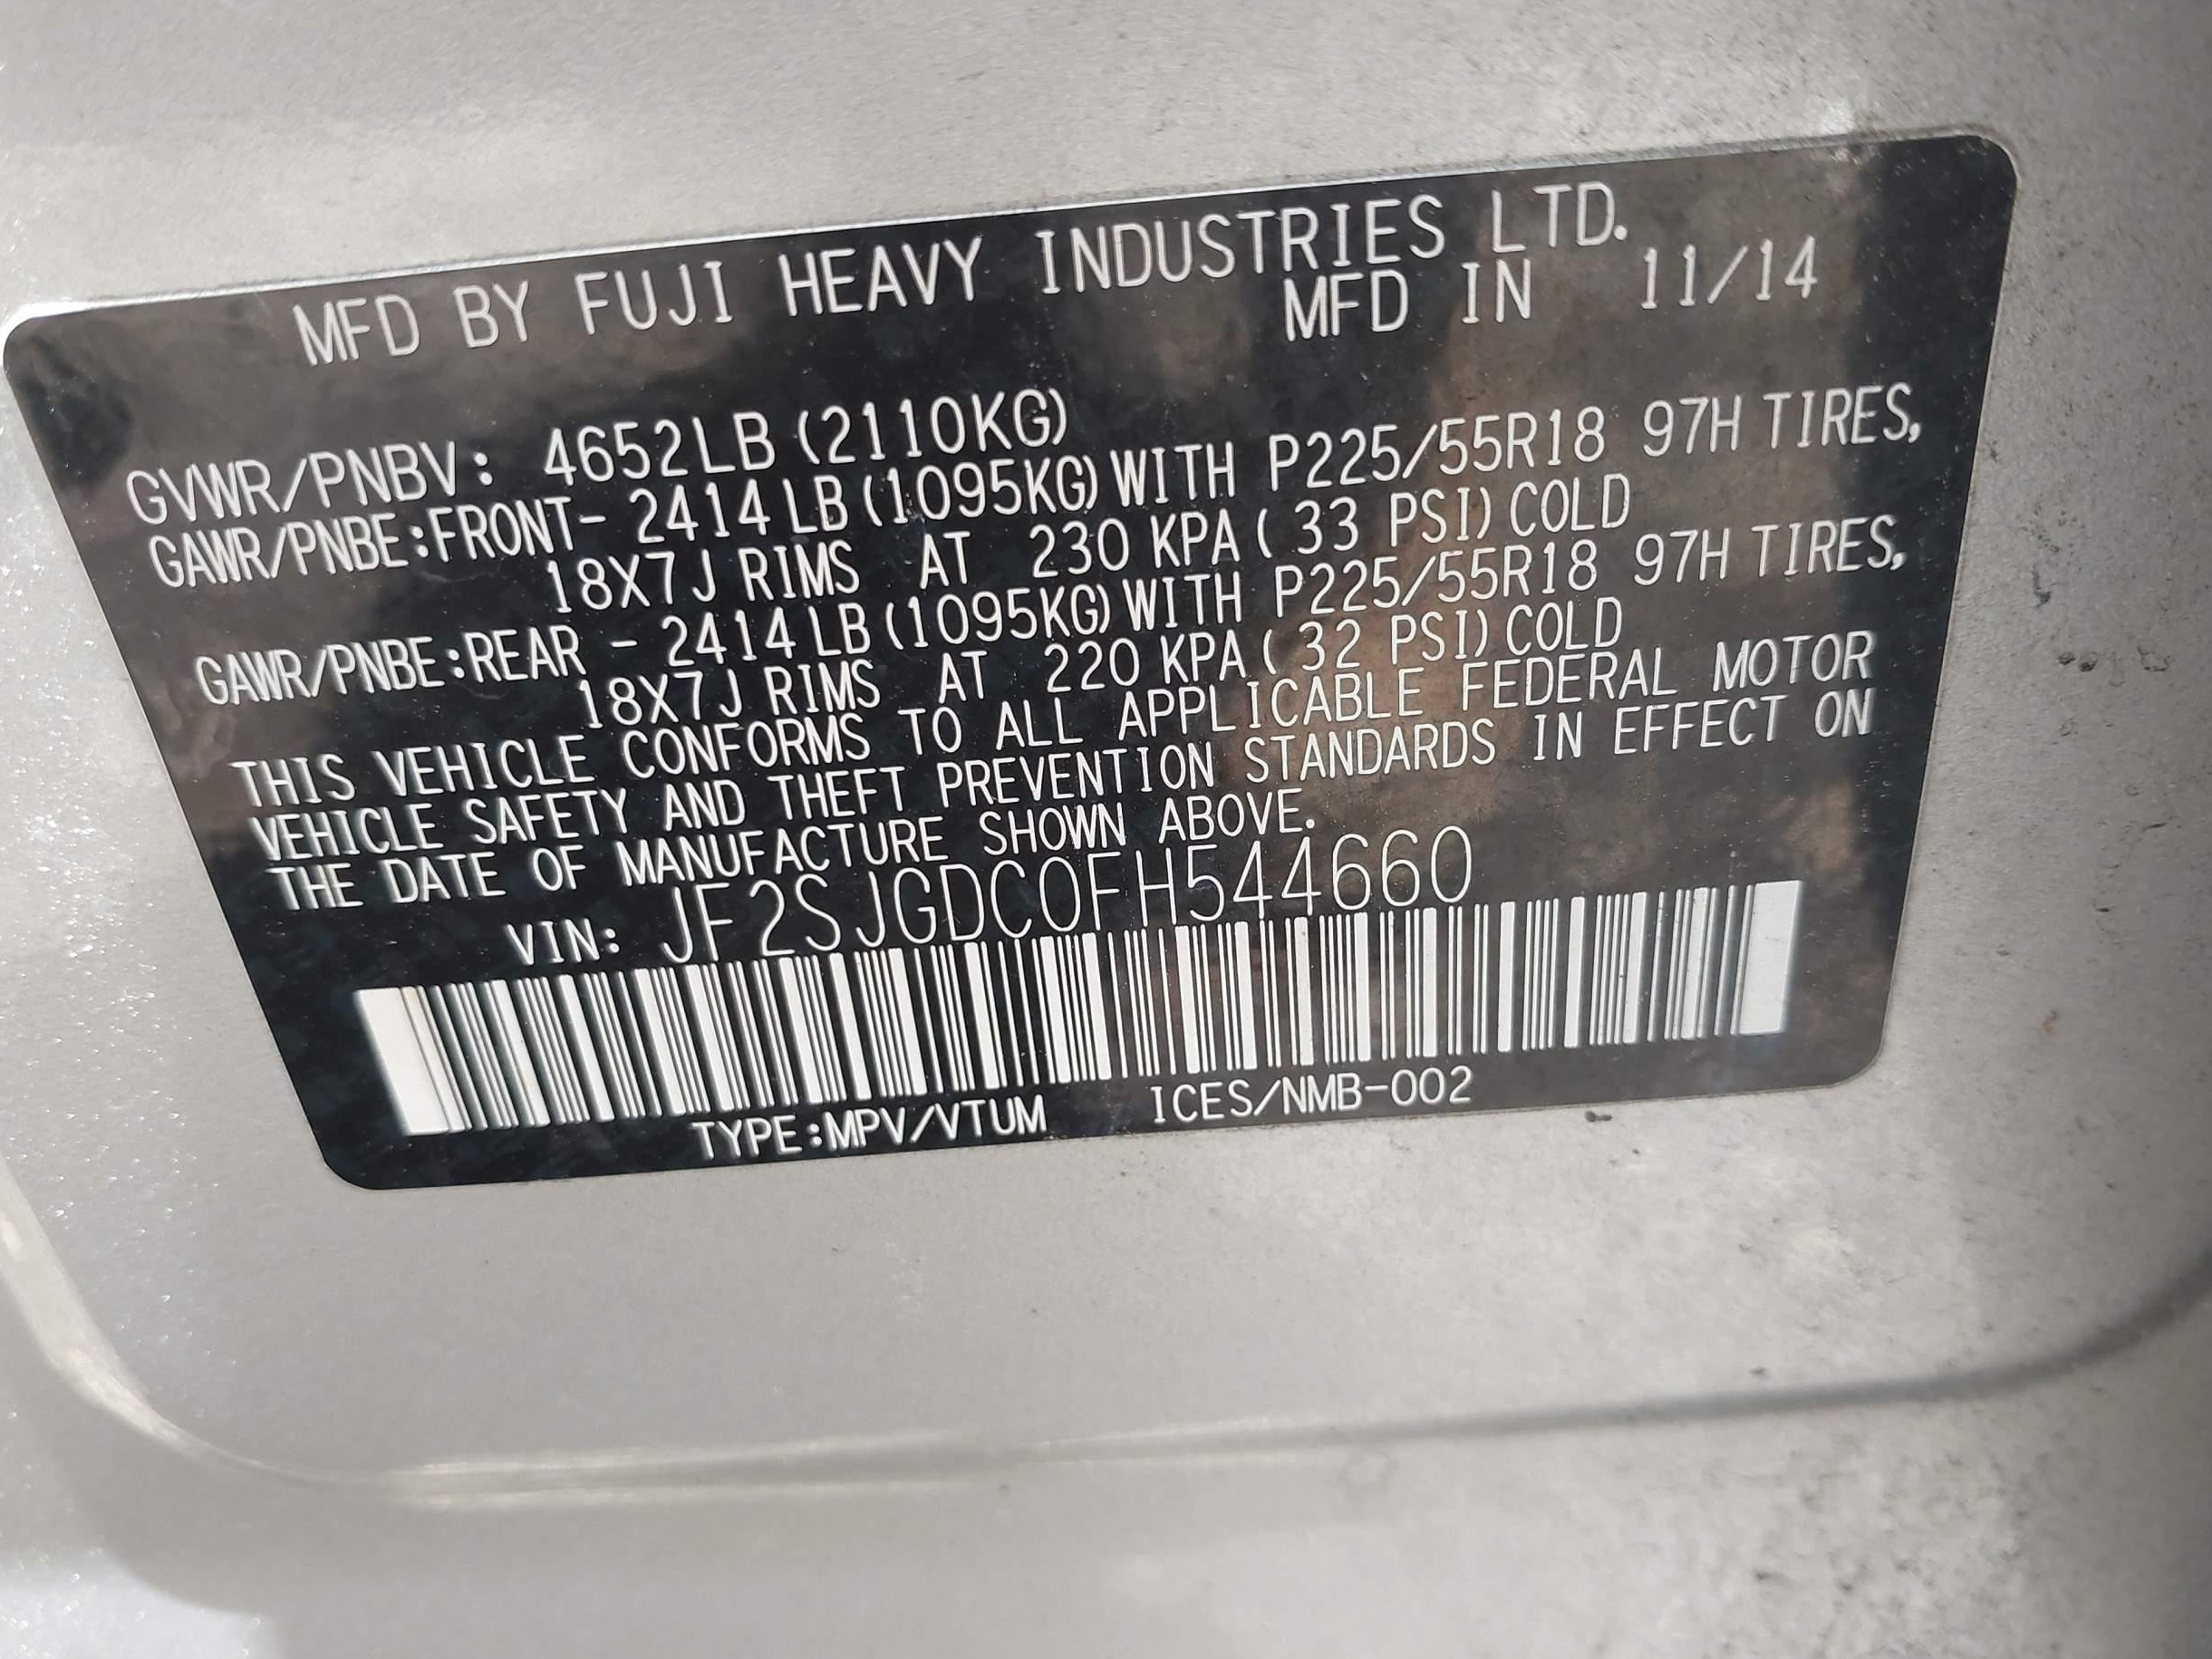 MFD BY FUJI HEAVY INDUSTRIES LTD.
MFD IN 11/14
GVWR/PNBV: 4652LB (2110KG)
GAWR/PNBE:FRONT- 2414 LB (1095KG) WITH P225/55R18 97H TIRES,
18X7J RIMS AT 230 KPA ( 33 PSI) COLD
GAWR/PNBE:REAR - 2414 LB (1095KG) WITH P225/55R18 97H TIRES,
18X7J RIMS AT 220 KPA ( 32 PSI) COLD
THIS VEHICLE CONFORMS TO ALL APPLICABLE FEDERAL MOTOR
VEHICLE SAFETY AND THEFT PREVENTION STANDARDS IN EFFECT ON
THE DATE OF MANUFACTURE SHOWN ABOVE.
VIN: JF2SJGDC0FH544660
TYPE:MPV/VTUM ICES/NMB-002